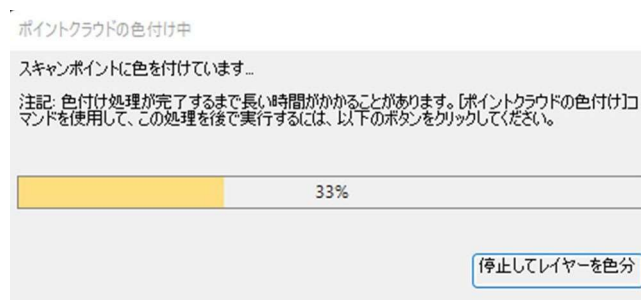 ポイントクラウドの色付け中
スキャンポイントに色を付けています...
注記: 色付け処理が完了するまで長い時間がかかることがあります。[ポイントクラウドの色付け]コ
マンドを使用して、この処理を後で実行するには、以下のボタンをクリックしてください。
33%
停止してレイヤーを色分